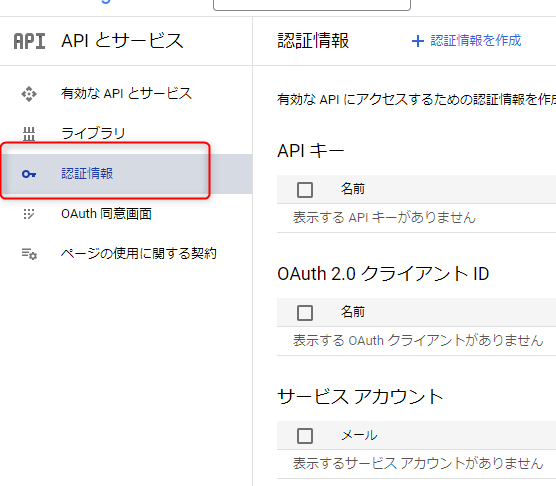 API API とサービス
認証情報
+ 認証情報を作成
有効な API とサービス
ライブラリ
認証情報
OAuth 同意画面
ページの使用に関する契約
有効な API にアクセスするための認証情報を作成
API キー
名前
表示する API キーがありません
OAuth 2.0 クライアント ID
名前
表示する OAuth クライアントがありません
サービス アカウント
メール
表示するサービス アカウントがありません